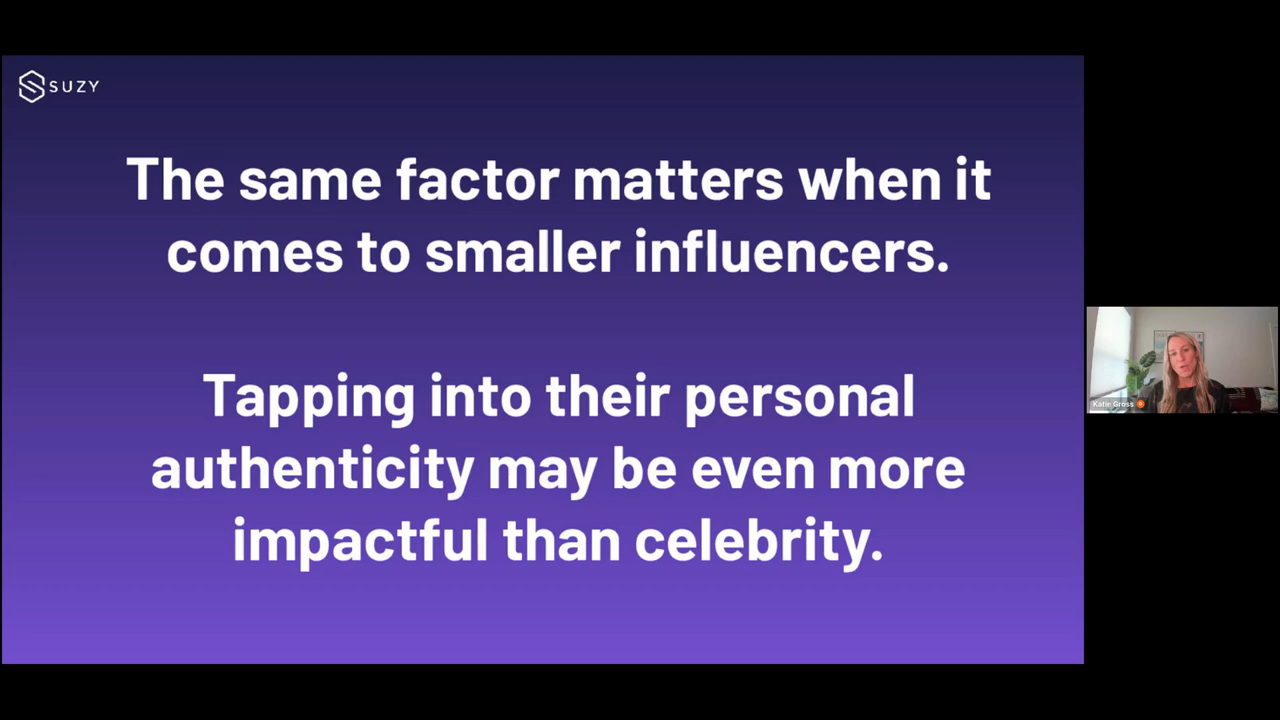 SUZY
The same factor matters when it
comes to smaller influencers.
Tapping into their personal
authenticity may be even more
impactful than celebrity.
Katie Gross